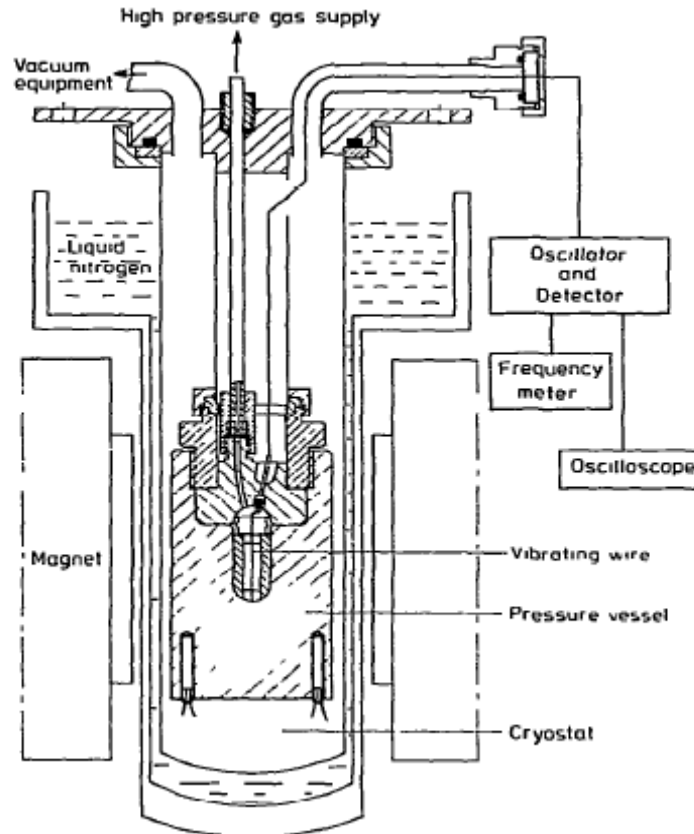 High pressure gas supply
Vacuum
equipment
Liquid
nitrogen
Oscillator
and
Detector
Frequency
meter
Oscilloscope
Magnet
Vibrating wire
Pressure vessel
Cryostat